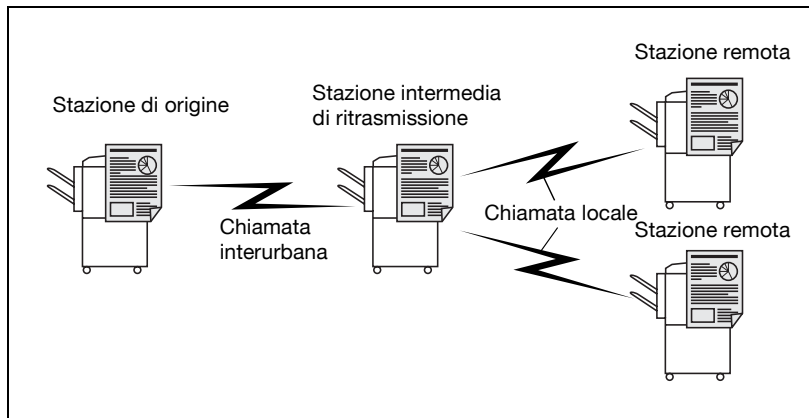 Stazione di origine
Stazione intermedia
di ritrasmissione
Stazione remota
Chiamata
interurbana
Chiamata locale
Stazione remota